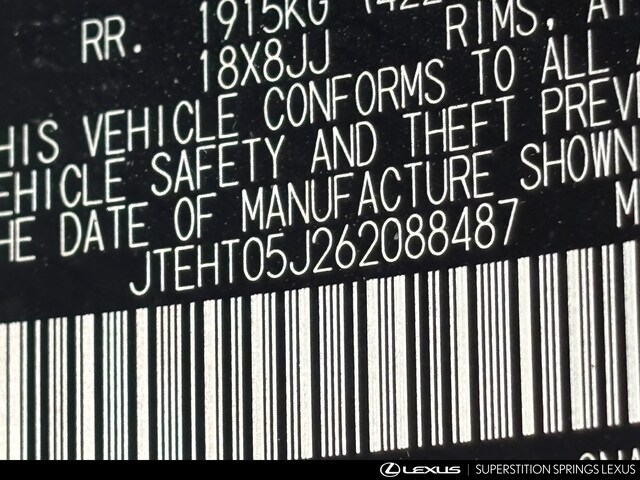 RR. 1915KG
18X8JJ RIMS,
HIS VEHICLE CONFORMS TO ALL
EHICLE SAFETY AND THEFT PREV
HE DATE OF MANUFACTURE SHOWN
JTEHT05J262088487
LEXUS | SUPERSTITION SPRINGS LEXUS